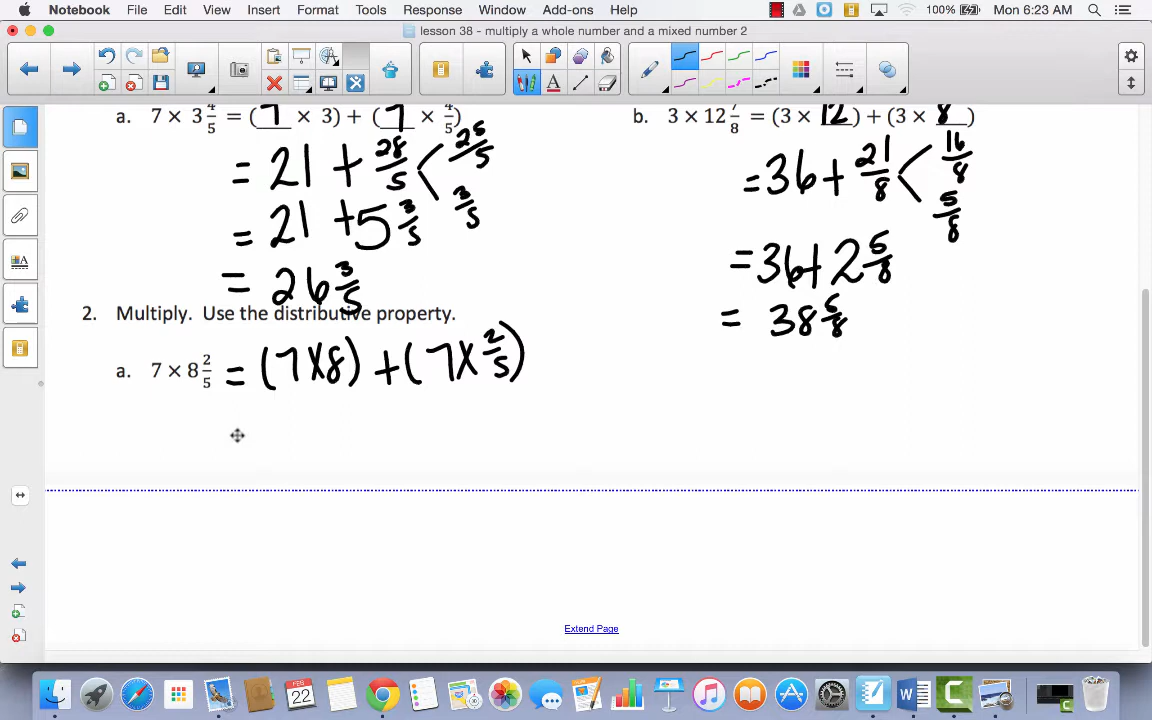 Notebook File Edit View Insert Format Tools Response Window Add-ons Help 100% Mon 6:23 AM
lesson 38 - multiply a whole number and a mixed number 2
a. 7 × 3 4/5 = (7 × 3) + (7 × 4/5)
= 21 + 28/5 < 25/5
3/5
= 21 + 5 3/5
= 26 3/5
b. 3 × 12 7/8 = (3 × 12) + (3 × 8)
= 36 + 21/8 < 16/8
5/8
= 36 + 2 5/8
= 38 5/8
2. Multiply. Use the distributive property.
a. 7 × 8 2/5 = (7 X 8) + (7 X 2/5)
Extend Page
FEB
22